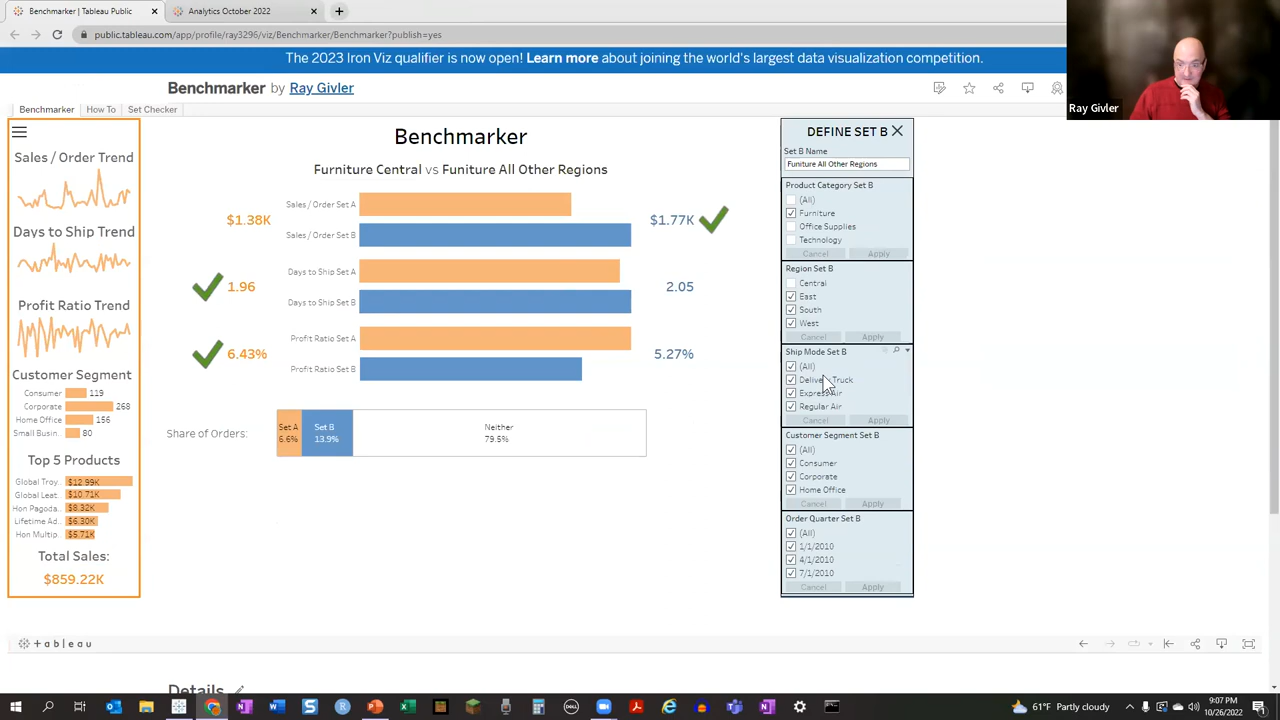 Benchmarker | Tableau Public
Analytics October 2022
public.tableau.com/app/profile/ray3296/viz/Benchmarker/Benchmarker?publish=yes
The 2023 Iron Viz qualifier is now open! Learn more about joining the world's largest data visualization competition.
Ray Givler
Benchmarker by Ray Givler
Benchmarker
How To
Set Checker
Sales / Order Trend
Days to Ship Trend
Profit Ratio Trend
Customer Segment
Consumer 119
Corporate 268
Home Office 156
Small Busin.. 80
Top 5 Products
Global Troy.. $12.99K
Global Leat.. $10.71K
Hon Pagoda.. $8.32K
Lifetime Ad.. $6.30K
Hon Multip.. $5.71K
Total Sales:
$859.22K
Benchmarker
Furniture Central vs Funiture All Other Regions
$1.38K
Sales / Order Set A
Sales / Order Set B
$1.77K
1.96
Days to Ship Set A
Days to Ship Set B
2.05
6.43%
Profit Ratio Set A
Profit Ratio Set B
5.27%
Share of Orders:
Set A
6.6%
Set B
13.9%
Neither
79.5%
DEFINE SET B
Set B Name
Funiture All Other Regions
Product Category Set B
(All)
Furniture
Office Supplies
Technology
Cancel Apply
Region Set B
Central
East
South
West
Cancel Apply
Ship Mode Set B
(All)
Delivery Truck
Express Air
Regular Air
Cancel Apply
Customer Segment Set B
(All)
Consumer
Corporate
Home Office
Cancel Apply
Order Quarter Set B
(All)
1/1/2010
4/1/2010
7/1/2010
Cancel Apply
+ a b l e a u
Details
61°F Partly cloudy
9:07 PM
10/26/2022